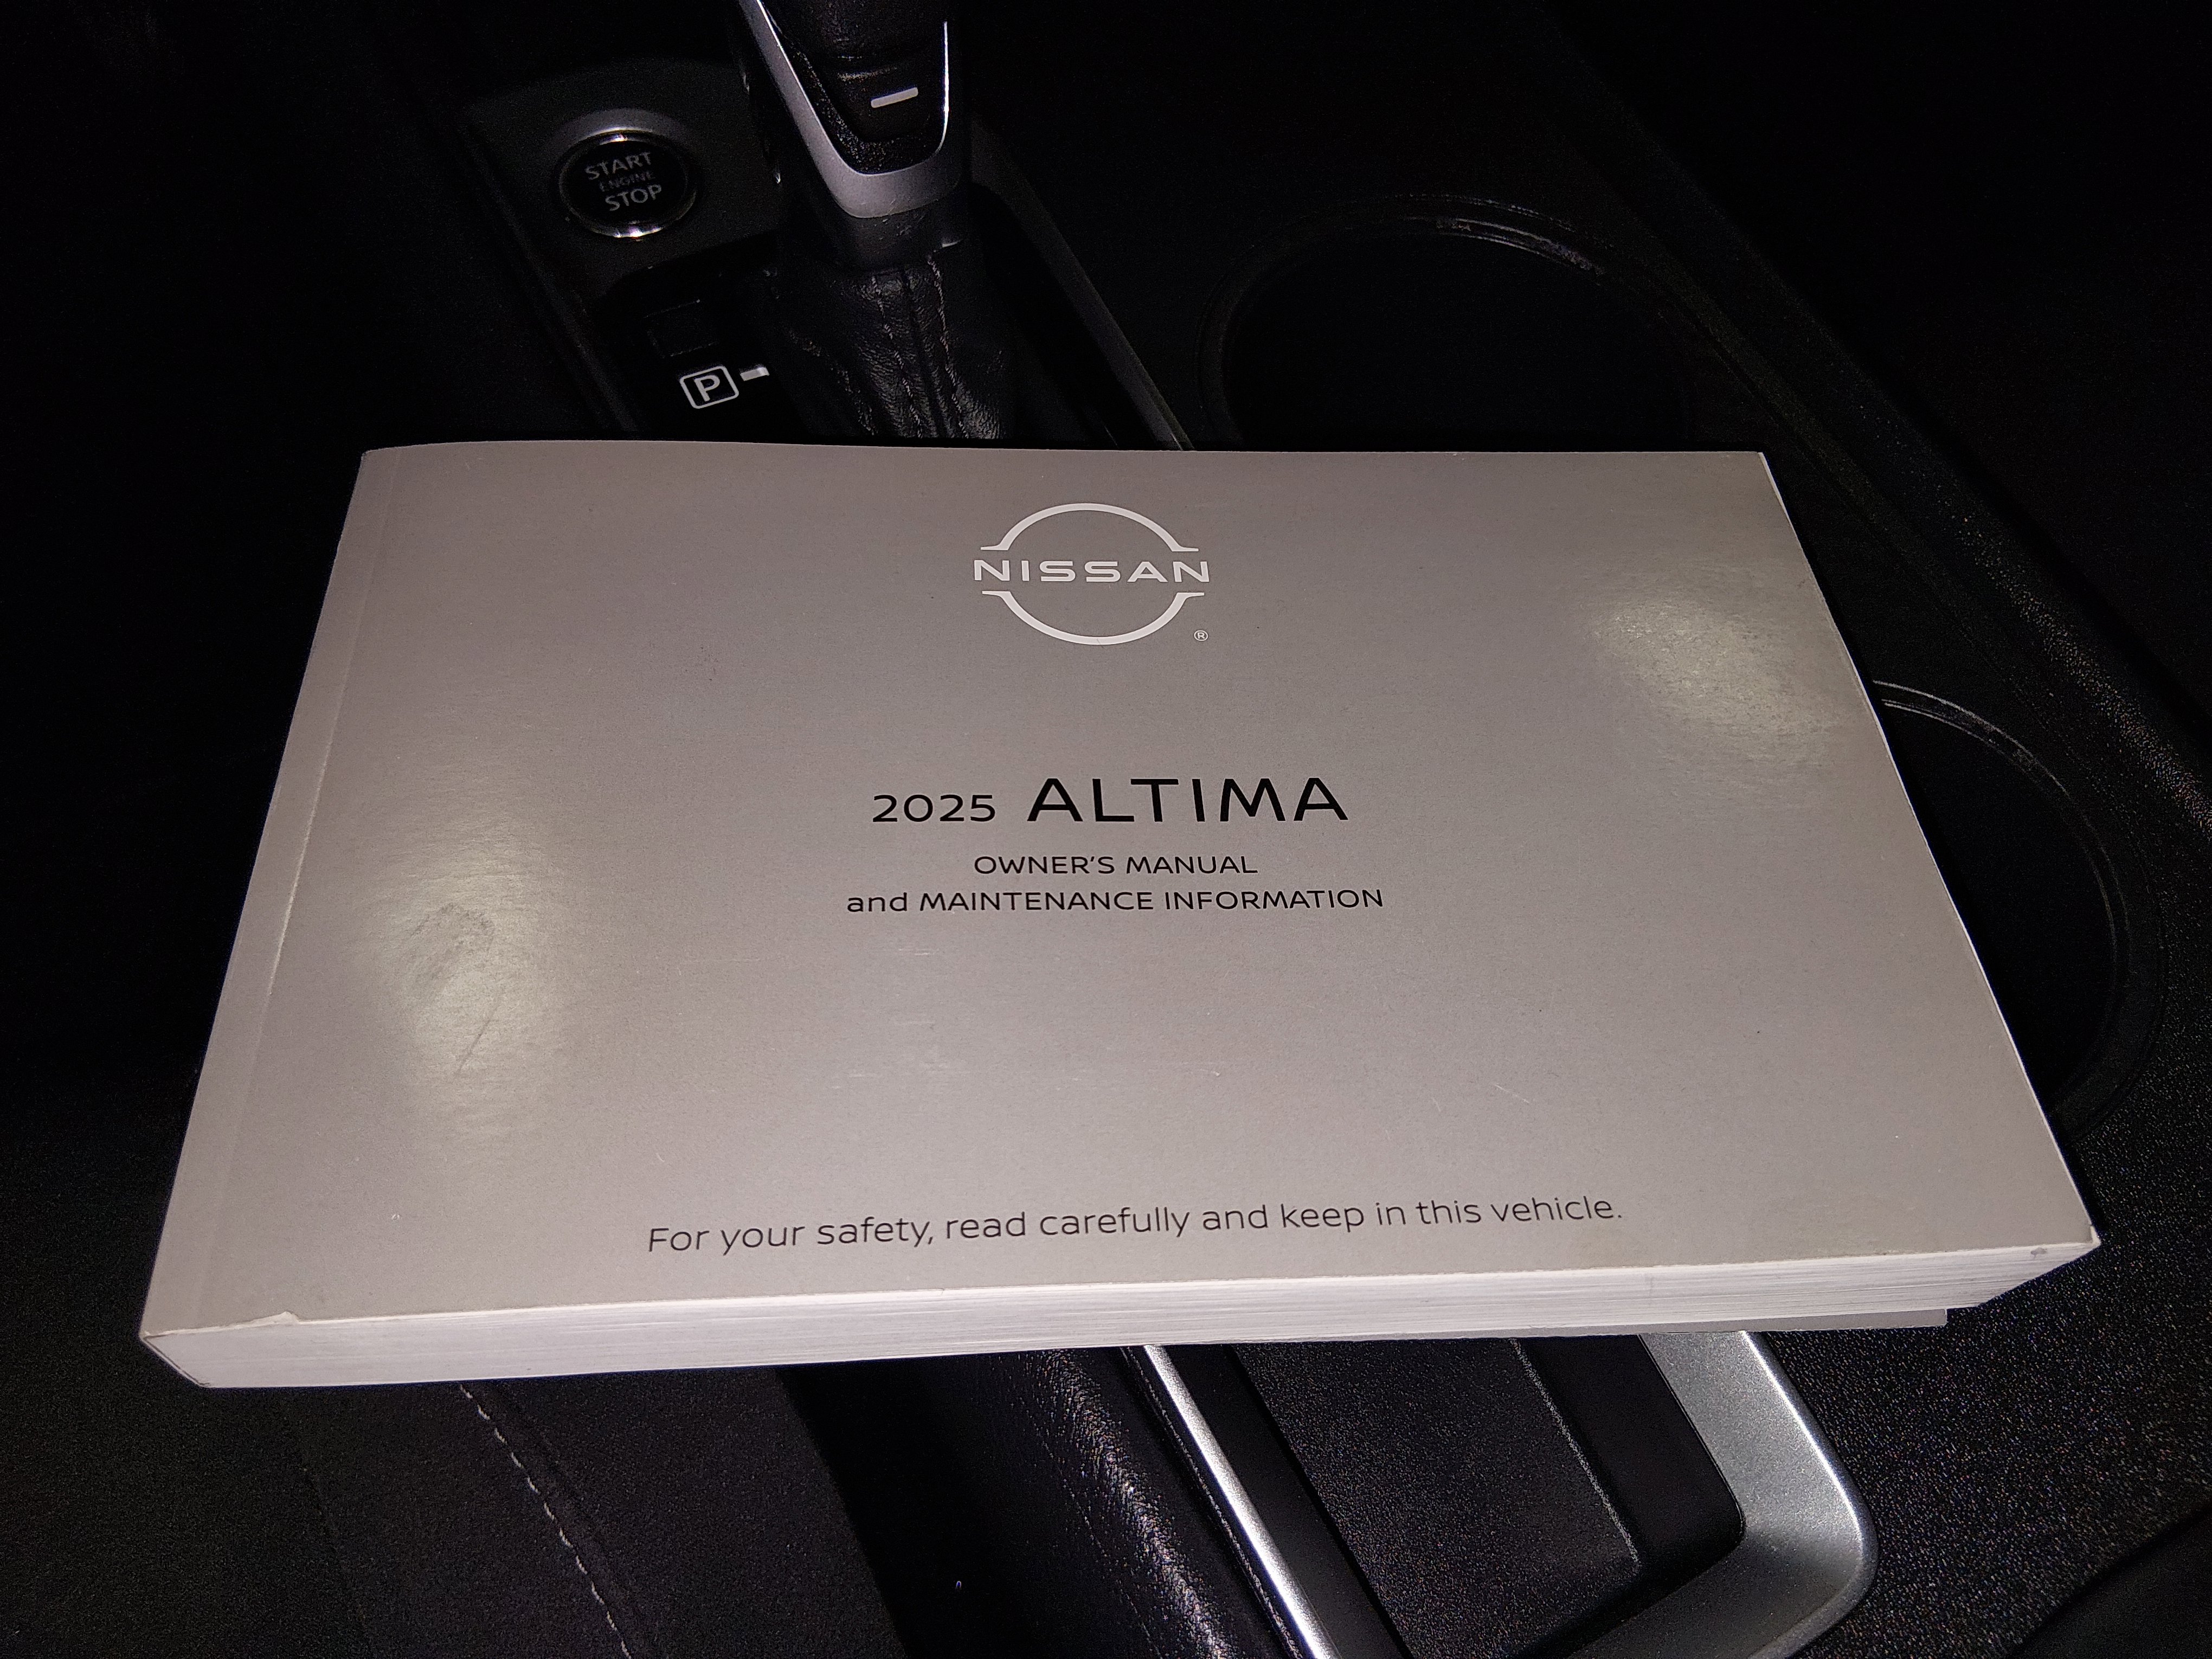 START
ENGINE
STOP
P
NISSAN
®
2025 ALTIMA
OWNER'S MANUAL
and MAINTENANCE INFORMATION
For your safety, read carefully and keep in this vehicle.